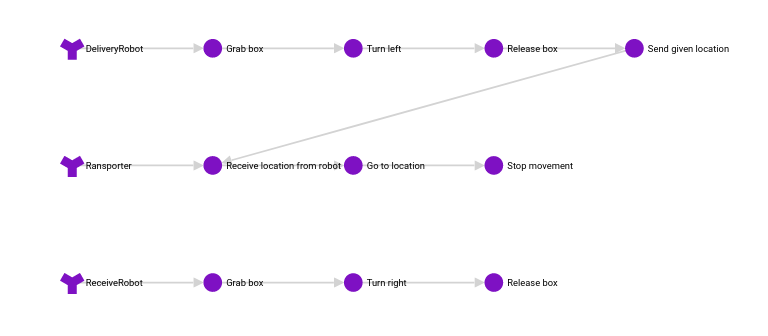 DeliveryRobot Grab box Turn left Release box Send given location
Ransporter Receive location from robot Go to location Stop movement
ReceiveRobot Grab box Turn right Release box